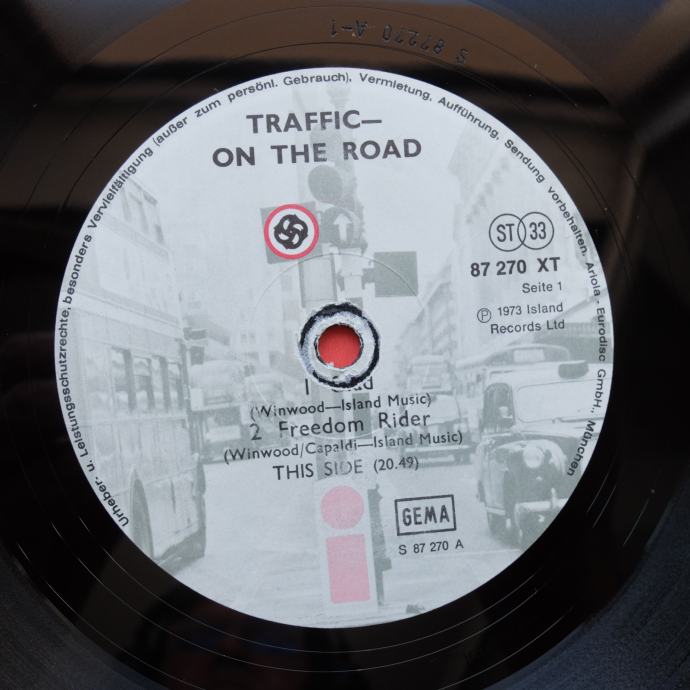 S 87270 A-1
Urheber- u. Leistungsschutzrechte, besonders Vervielfältigung (außer zum persönl. Gebrauch), Vermietung, Aufführung, Sendung vorbehalten. Ariola - Eurodisc GmbH., München
TRAFFIC—
ON THE ROAD
ST 33
87 270 XT
Seite 1
Ⓟ 1973 Island
Records Ltd
1
(Winwood—Island Music)
2 Freedom Rider
(Winwood/Capaldi—Island Music)
THIS SIDE (20.49)
GEMA
S 87 270 A